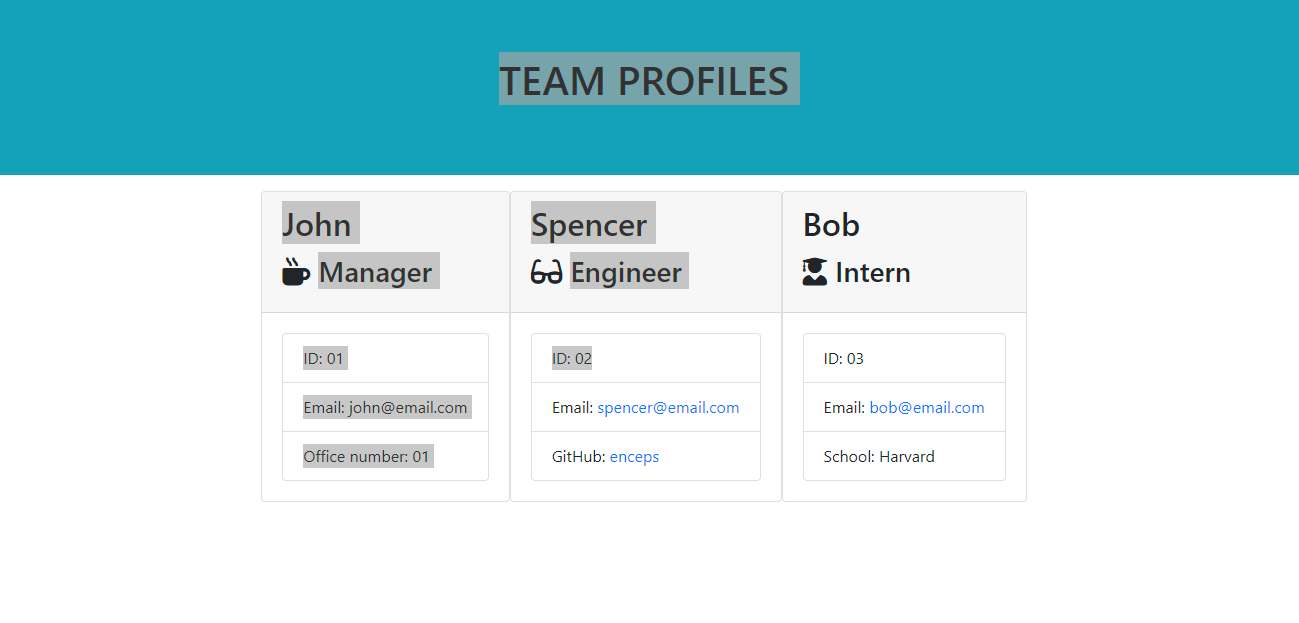 TEAM PROFILES
John
Manager
ID: 01
Email: john@email.com
Office number: 01
Spencer
Engineer
ID: 02
Email: spencer@email.com
GitHub: enceps
Bob
Intern
ID: 03
Email: bob@email.com
School: Harvard